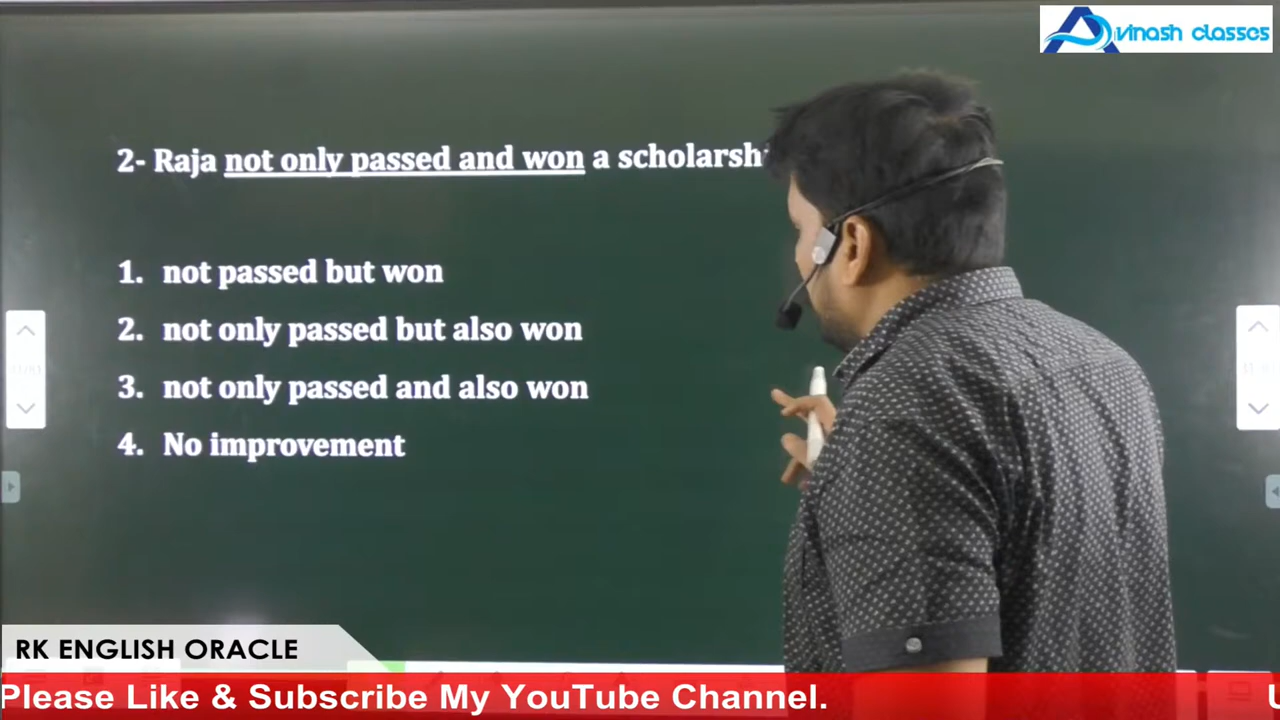 vinash classes
2- Raja not only passed and won a
1. not passed but won
2. not only passed but also won
3. not only passed and also won
4. No improvement
RK ENGLISH ORACLE
Please Like & Subscribe My YouTube Channel.
U